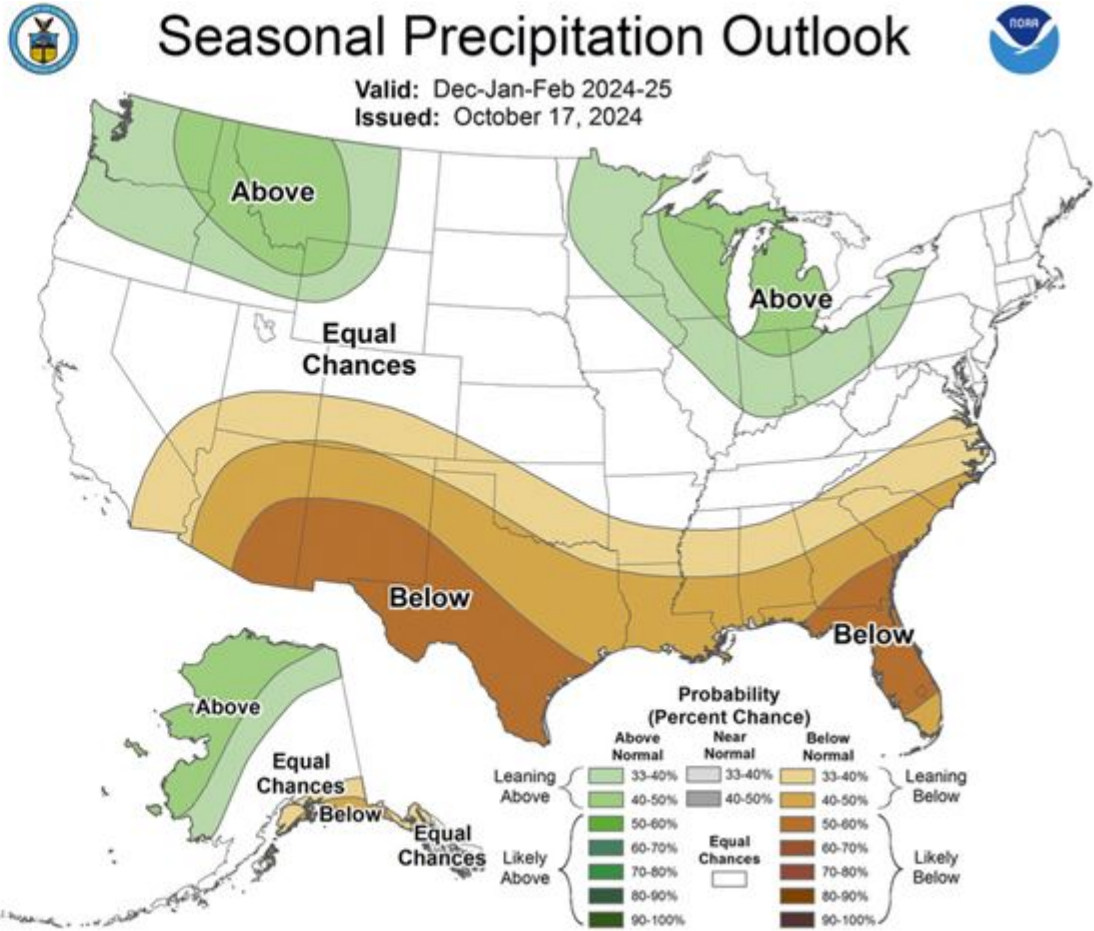 Seasonal Precipitation Outlook
NOAA
Valid: Dec-Jan-Feb 2024-25
Issued: October 17, 2024
Above
Above
Equal
Chances
Below
Below
Above
Equal
Chances
Below
Equal
Chances
Probability
(Percent Chance)
Above
Normal
Near
Normal
Below
Normal
Leaning
Above
33-40%
33-40%
33-40%
Leaning
Below
40-50%
40-50%
40-50%
Likely
Above
50-60%
60-70%
70-80%
80-90%
90-100%
Equal
Chances
50-60%
60-70%
70-80%
80-90%
90-100%
Likely
Below